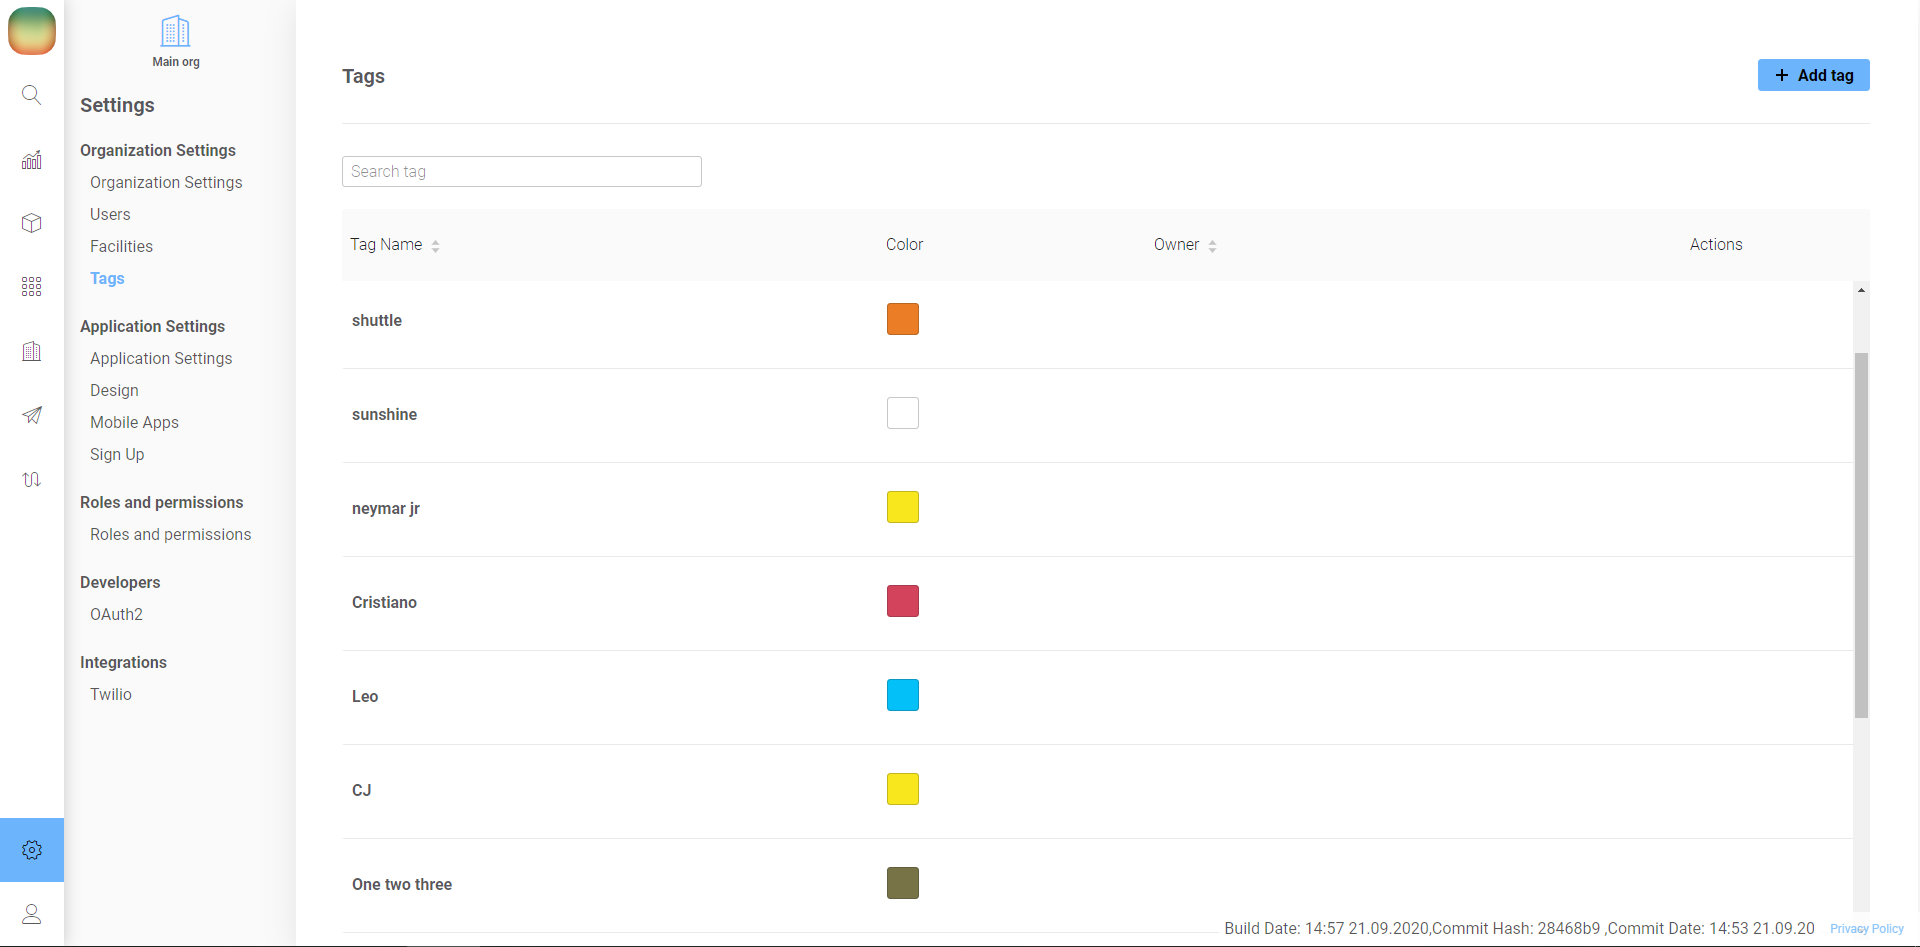 Main org
Settings
Organization Settings
Organization Settings
Users
Facilities
Tags
Application Settings
Application Settings
Design
Mobile Apps
Sign Up
Roles and permissions
Roles and permissions
Developers
OAuth2
Integrations
Twilio
Tags
+ Add tag
Search tag
Tag Name Color Owner Actions
shuttle
sunshine
neymar jr
Cristiano
Leo
CJ
One two three
Build Date: 14:57 21.09.2020,Commit Hash: 28468b9 ,Commit Date: 14:53 21.09.20 Privacy Policy